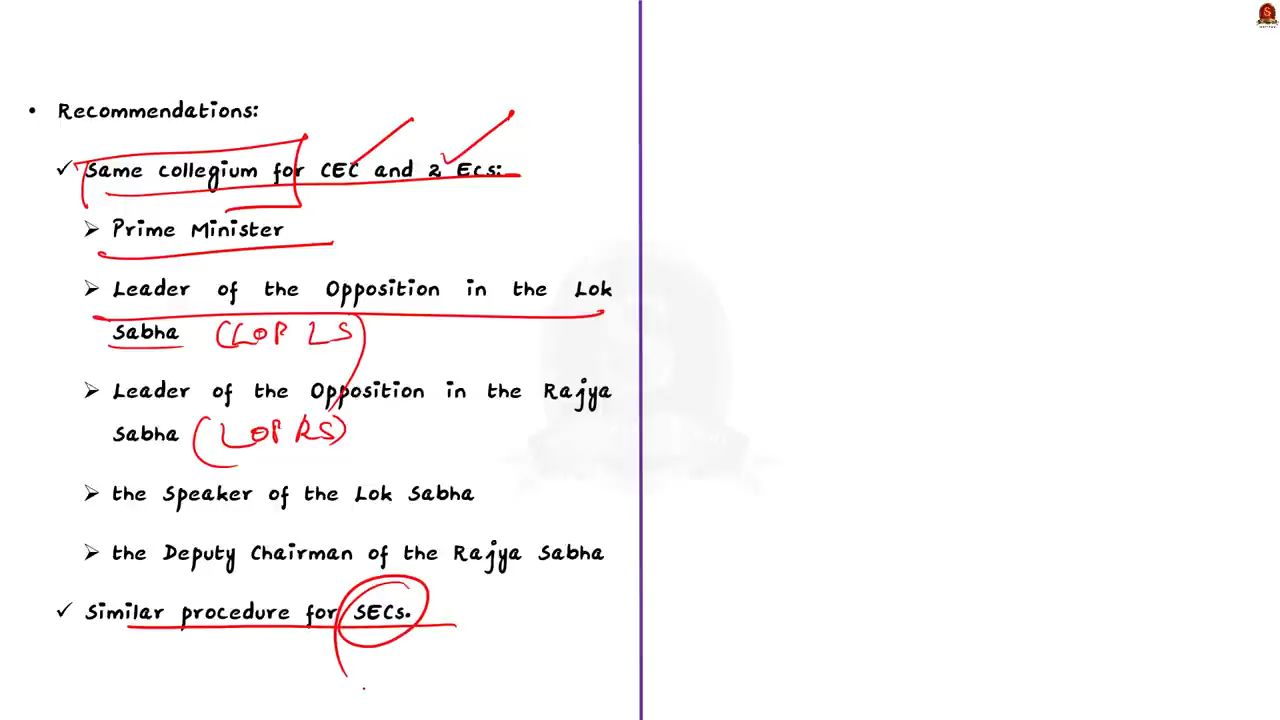 • Recommendations:
✓ Same collegium for CEC and 2 Ecs:
➢ Prime Minister
➢ Leader of the Opposition in the Lok
Sabha (LOP LS)
➢ Leader of the Opposition in the Rajya
Sabha (LOP RS)
➢ the Speaker of the Lok Sabha
➢ the Deputy Chairman of the Rajya Sabha
✓ Similar procedure for SECs.